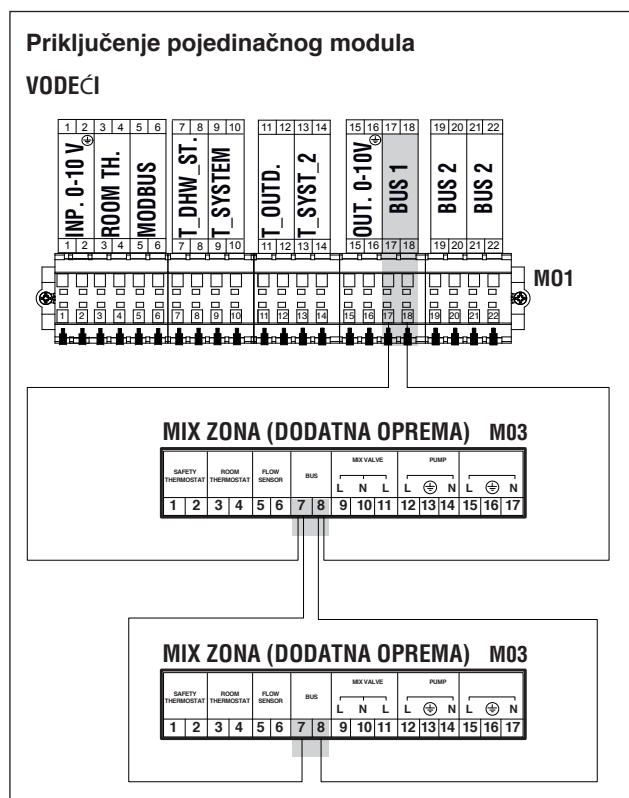 Priključenje pojedinačnog modula
VODEĆI
1 2 3 4 5 6 7 8 9 10 11 12 13 14 15 16 17 18 19 20 21 22
INP. 0-10 V ROOM TH. MODBUS T_DHW_ST. T_SYSTEM T_OUTD. T_SYST_2 OUT. 0-10V BUS 1 BUS 2 BUS 2
1 2 3 4 5 6 7 8 9 10 11 12 13 14 15 16 17 18 19 20 21 22
M01
1 2 3 4 5 6 7 8 9 10 11 12 13 14 15 16 17 18 19 20 21 22
MIX ZONA (DODATNA OPREMA) M03
SAFETY THERMOSTAT ROOM THERMOSTAT FLOW SENSOR BUS MIX VALVE PUMP
L N L L N L N
1 2 3 4 5 6 7 8 9 10 11 12 13 14 15 16 17
MIX ZONA (DODATNA OPREMA) M03
SAFETY THERMOSTAT ROOM THERMOSTAT FLOW SENSOR BUS MIX VALVE PUMP
L N L L N L N
1 2 3 4 5 6 7 8 9 10 11 12 13 14 15 16 17